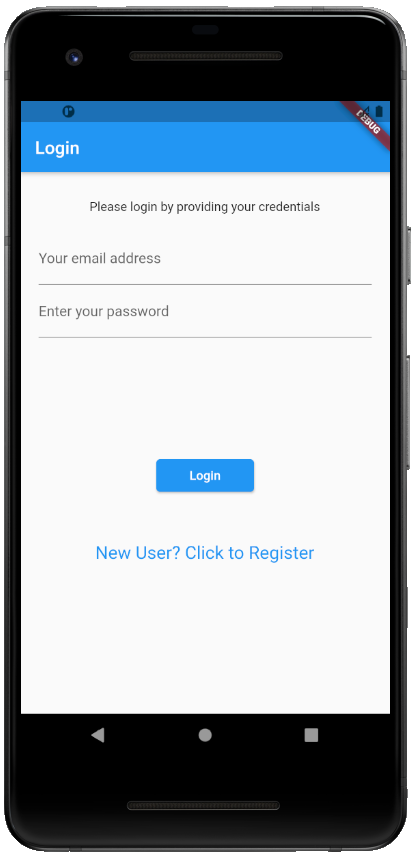 DEBUG
Login
Please login by providing your credentials
Your email address
Enter your password
Login
New User? Click to Register